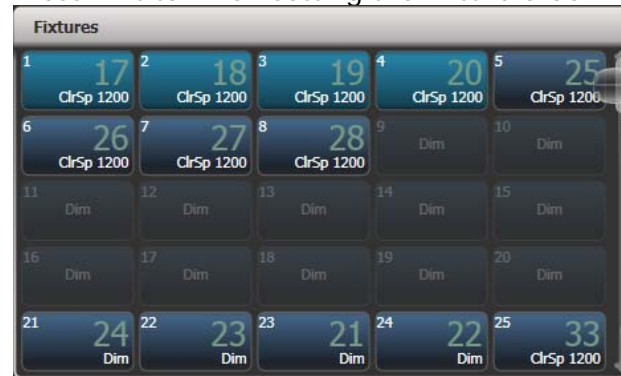 Fixtures
1 17 2 18 3 19 4 20 5 25
ClrSp 1200 ClrSp 1200 ClrSp 1200 ClrSp 1200 ClrSp 1200
6 26 7 27 8 28 9 10
ClrSp 1200 ClrSp 1200 ClrSp 1200 Dim Dim
11 12 13 14 15
Dim Dim Dim Dim Dim
16 17 18 19 20
Dim Dim Dim Dim Dim
21 24 22 23 23 21 24 22 25 33
Dim Dim Dim Dim ClrSp 1200